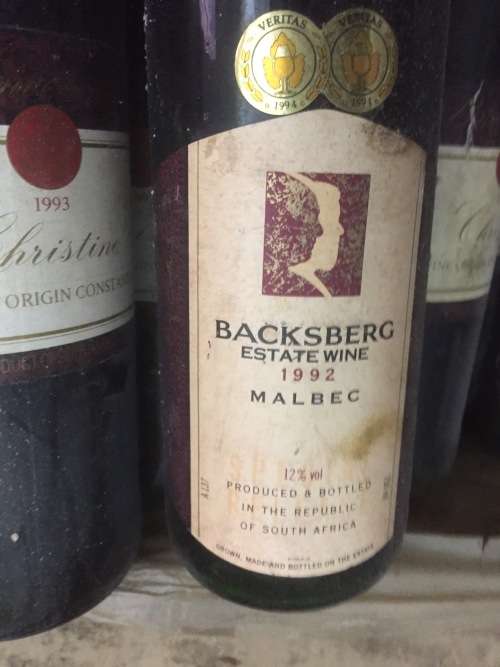 VERITAS
1994
VERITAS
1993
Christine
ORIGIN
BACKSBERG
ESTATE WINE
1992
MALBEC
12% vol
PRODUCED & BOTTLED
IN THE REPUBLIC
OF SOUTH AFRICA
GROWN, MADE AND BOTTLED ON THE ESTATE
A137